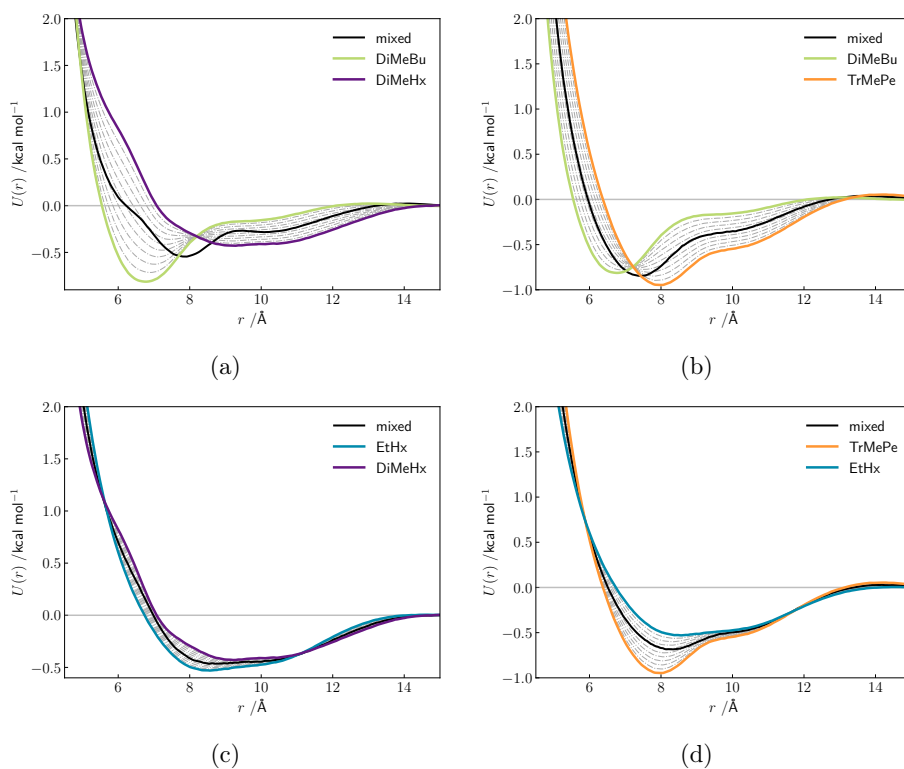 mixed
DiMeBu
DiMeHx
U(r) /kcal mol⁻¹
2.0
1.5
1.0
0.5
0.0
−0.5
6 8 10 12 14
r /Å
(a)
mixed
DiMeBu
TrMePe
U(r) /kcal mol⁻¹
2.0
1.5
1.0
0.5
0.0
−0.5
−1.0
6 8 10 12 14
r /Å
(b)
mixed
EtHx
DiMeHx
U(r) /kcal mol⁻¹
2.0
1.5
1.0
0.5
0.0
−0.5
6 8 10 12 14
r /Å
(c)
mixed
TrMePe
EtHx
U(r) /kcal mol⁻¹
2.0
1.5
1.0
0.5
0.0
−0.5
−1.0
6 8 10 12 14
r /Å
(d)